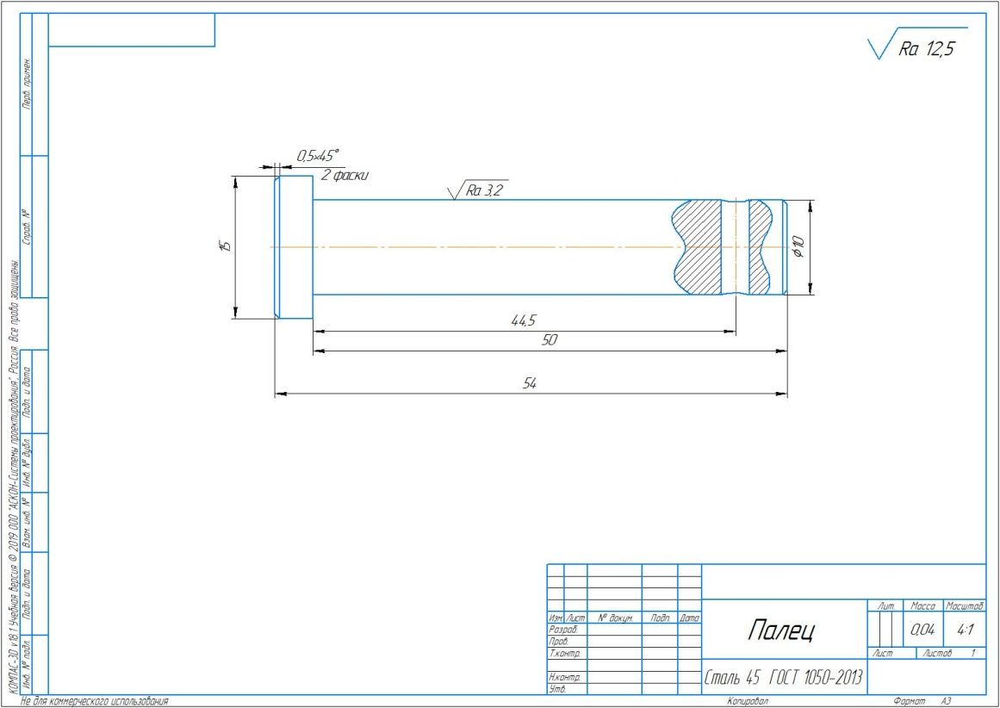 Ra 12,5
Перв. примен.
Справ. №
Подп. и дата
Инв. № дубл.
Взам. инв. №
Подп. и дата
Инв. № подл.
КОМПАС-3D v18.1 Учебная версия © 2019 ООО "АСКОН-Системы проектирования", Россия. Все права защищены.
0,5×45°
2 фаски
Ra 3,2
15
⌀10
44,5
50
54
Изм. Лист № докум. Подп. Дата
Разраб.
Пров.
Т.контр.
Н.контр.
Утв.
Палец
Сталь 45 ГОСТ 1050-2013
Лит. Масса Масштаб
0,04 4:1
Лист Листов 1
Не для коммерческого использования
Копировал
Формат A3